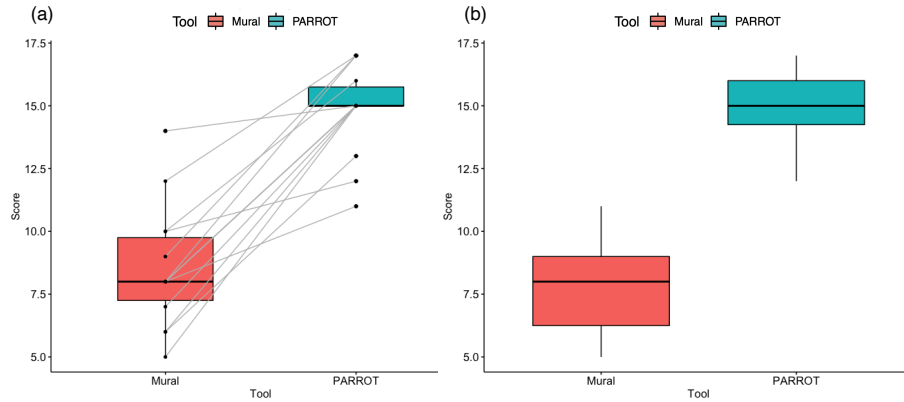 (a)
Tool Mural PARROT
17.5
15.0
12.5
10.0
7.5
5.0
Score
Mural PARROT
Tool
(b)
Tool Mural PARROT
17.5
15.0
12.5
10.0
7.5
5.0
Score
Mural PARROT
Tool